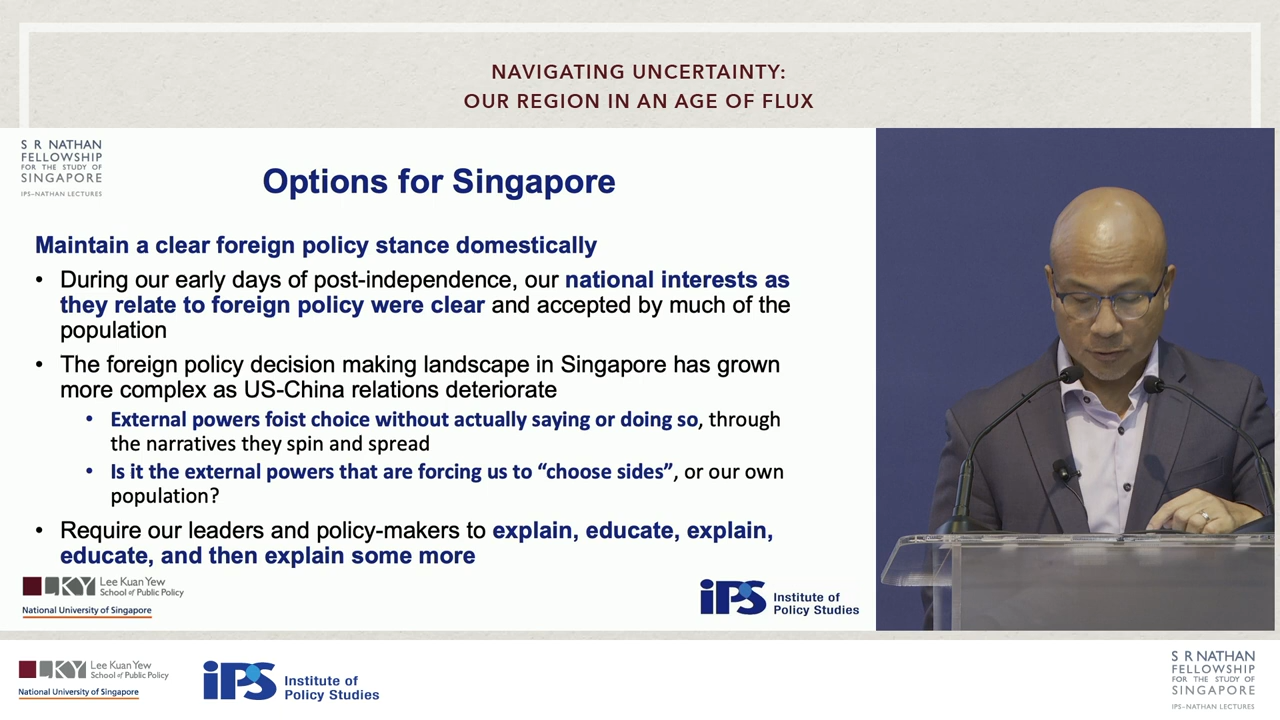 NAVIGATING UNCERTAINTY:
OUR REGION IN AN AGE OF FLUX
S R NATHAN
FELLOWSHIP
FOR THE STUDY OF
SINGAPORE
IPS–NATHAN LECTURES
Options for Singapore
Maintain a clear foreign policy stance domestically
• During our early days of post-independence, our national interests as
they relate to foreign policy were clear and accepted by much of the
population
• The foreign policy decision making landscape in Singapore has grown
more complex as US-China relations deteriorate
• External powers foist choice without actually saying or doing so, through
the narratives they spin and spread
• Is it the external powers that are forcing us to “choose sides”, or our own
population?
• Require our leaders and policy-makers to explain, educate, explain,
educate, and then explain some more
LKY Lee Kuan Yew
School of Public Policy
National University of Singapore
iPS Institute of
Policy Studies
LKY Lee Kuan Yew
School of Public Policy
National University of Singapore
iPS Institute of
Policy Studies
S R NATHAN
FELLOWSHIP
FOR THE STUDY OF
SINGAPORE
IPS–NATHAN LECTURES